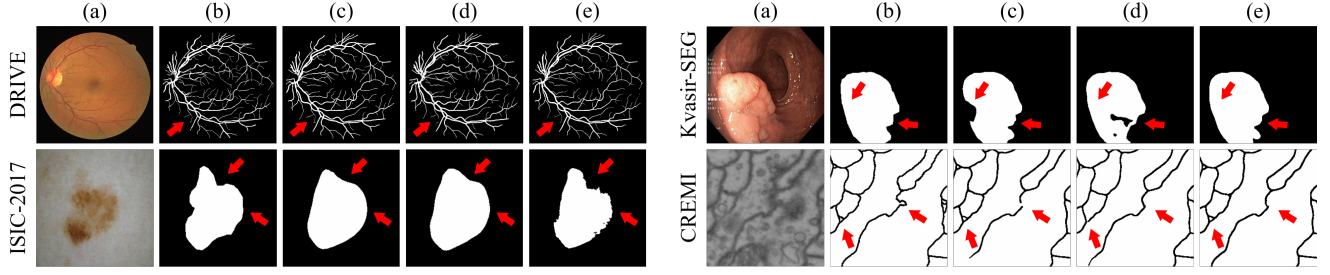 (a) (b) (c) (d) (e)
DRIVE
ISIC-2017
(a) (b) (c) (d) (e)
Kvasir-SEG
CREMI